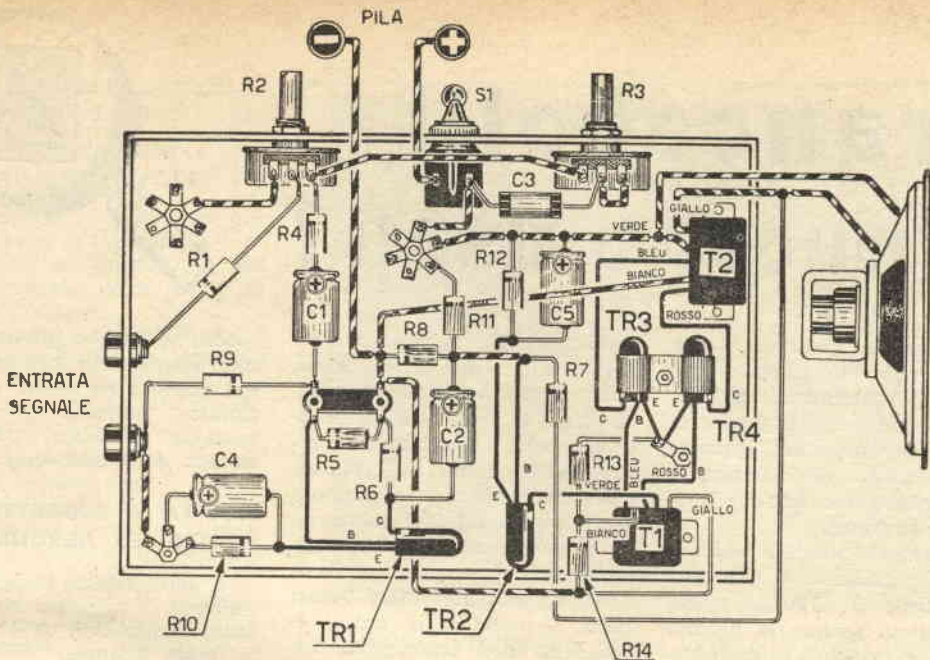 PILA
R2
S1
R3
C3
R4
GIALLO
VERDE
BLEU
T2
R1
R12
BIANCO
C1
R8
R11
C5
ROSSO
TR3
ENTRATA
SEGNALE
R9
R7
C
B
E
E
C
TR4
C2
R5
R13
BLEU
ROSSO
B
C4
R6
B
E
VERDE
GIALLO
C
C
BIANCO
T1
B
E
R10
TR1
TR2
R14